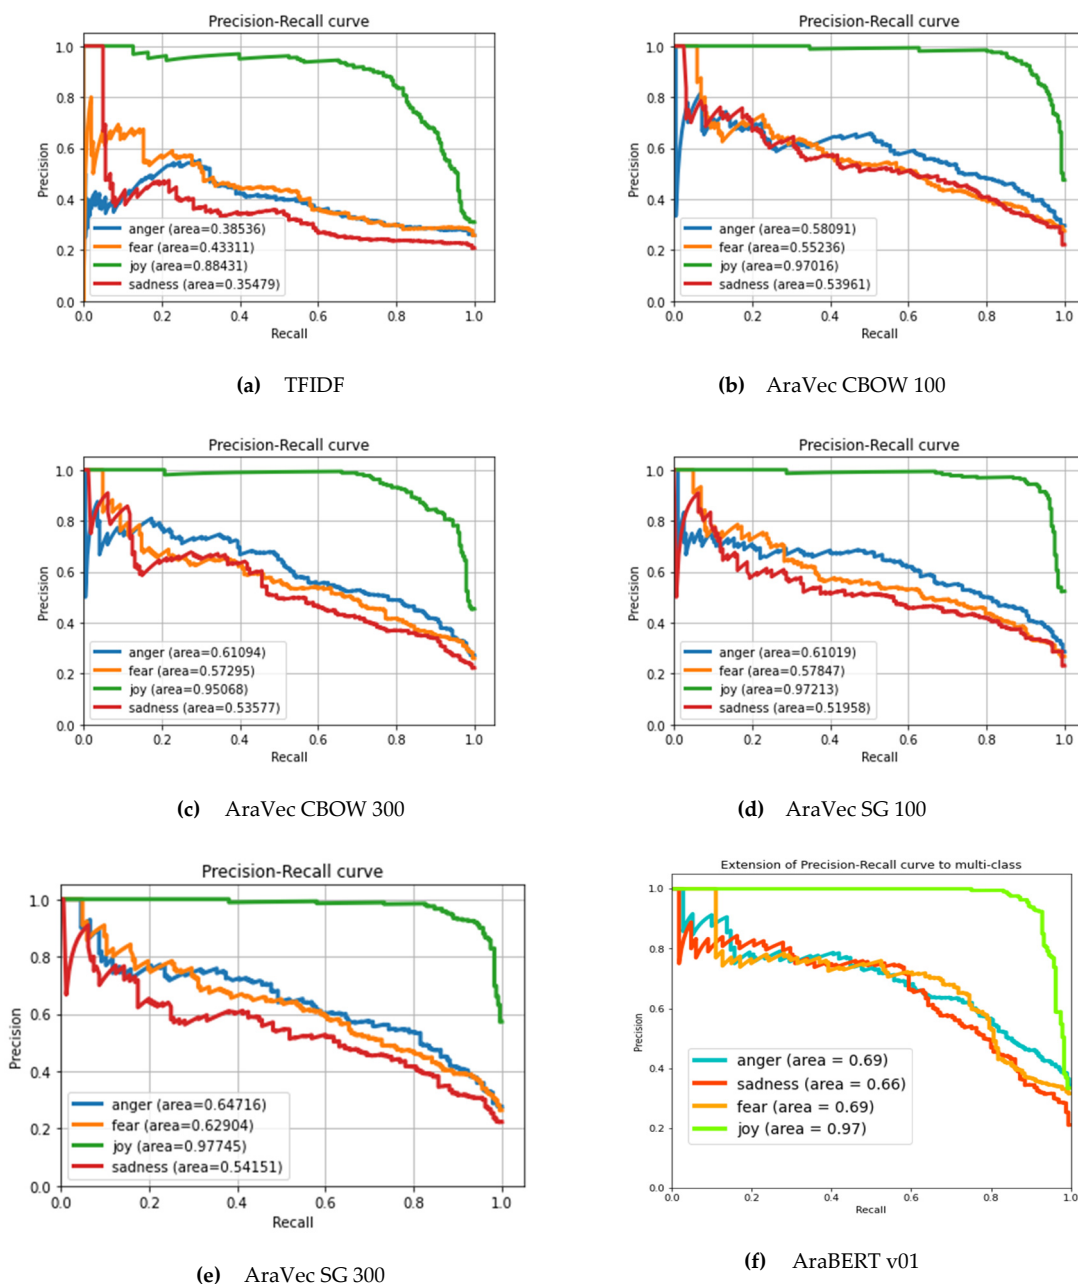 Precision-Recall curve
1.0
0.8
0.6
0.4
0.2
0.0
Precision
anger (area=0.38536)
fear (area=0.43311)
joy (area=0.88431)
sadness (area=0.35479)
0.0 0.2 0.4 0.6 0.8 1.0
Recall
(a) TFIDF
Precision-Recall curve
1.0
0.8
0.6
0.4
0.2
0.0
Precision
anger (area=0.58091)
fear (area=0.55236)
joy (area=0.97016)
sadness (area=0.53961)
0.0 0.2 0.4 0.6 0.8 1.0
Recall
(b) AraVec CBOW 100
Precision-Recall curve
1.0
0.8
0.6
0.4
0.2
0.0
Precision
anger (area=0.61094)
fear (area=0.57295)
joy (area=0.95068)
sadness (area=0.53577)
0.0 0.2 0.4 0.6 0.8 1.0
Recall
(c) AraVec CBOW 300
Precision-Recall curve
1.0
0.8
0.6
0.4
0.2
0.0
Precision
anger (area=0.61019)
fear (area=0.57847)
joy (area=0.97213)
sadness (area=0.51958)
0.0 0.2 0.4 0.6 0.8 1.0
Recall
(d) AraVec SG 100
Precision-Recall curve
1.0
0.8
0.6
0.4
0.2
0.0
Precision
anger (area=0.64716)
fear (area=0.62904)
joy (area=0.97745)
sadness (area=0.54151)
0.0 0.2 0.4 0.6 0.8 1.0
Recall
(e) AraVec SG 300
Extension of Precision-Recall curve to multi-class
1.0
0.8
0.6
0.4
0.2
0.0
Precision
anger (area = 0.69)
sadness (area = 0.66)
fear (area = 0.69)
joy (area = 0.97)
0.0 0.2 0.4 0.6 0.8 1.0
Recall
(f) AraBERT v01